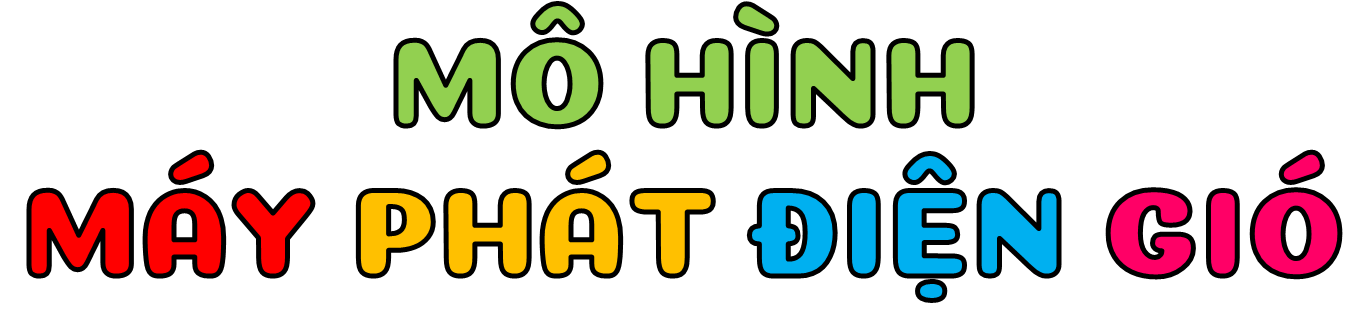 MÔ HÌNH
MÁY PHÁT ĐIỆN GIÓ